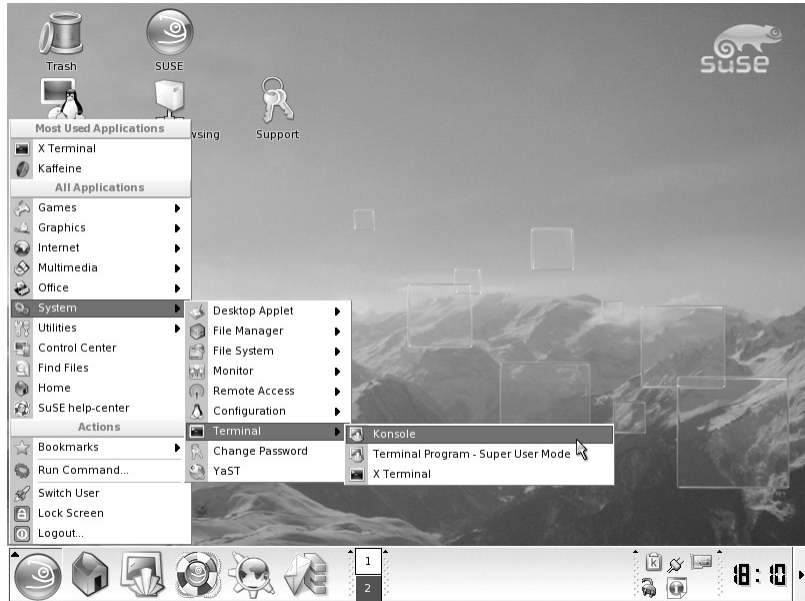 Trash
SUSE
suse
wsing
Support
Most Used Applications
X Terminal
Kaffeine
All Applications
Games
Graphics
Internet
Multimedia
Office
System
Utilities
Control Center
Find Files
Home
SuSE help-center
Actions
Bookmarks
Run Command...
Switch User
Lock Screen
Logout...
Desktop Applet
File Manager
File System
Monitor
Remote Access
Configuration
Terminal
Change Password
YaST
Konsole
Terminal Program - Super User Mode
X Terminal
1
2
k
18:10